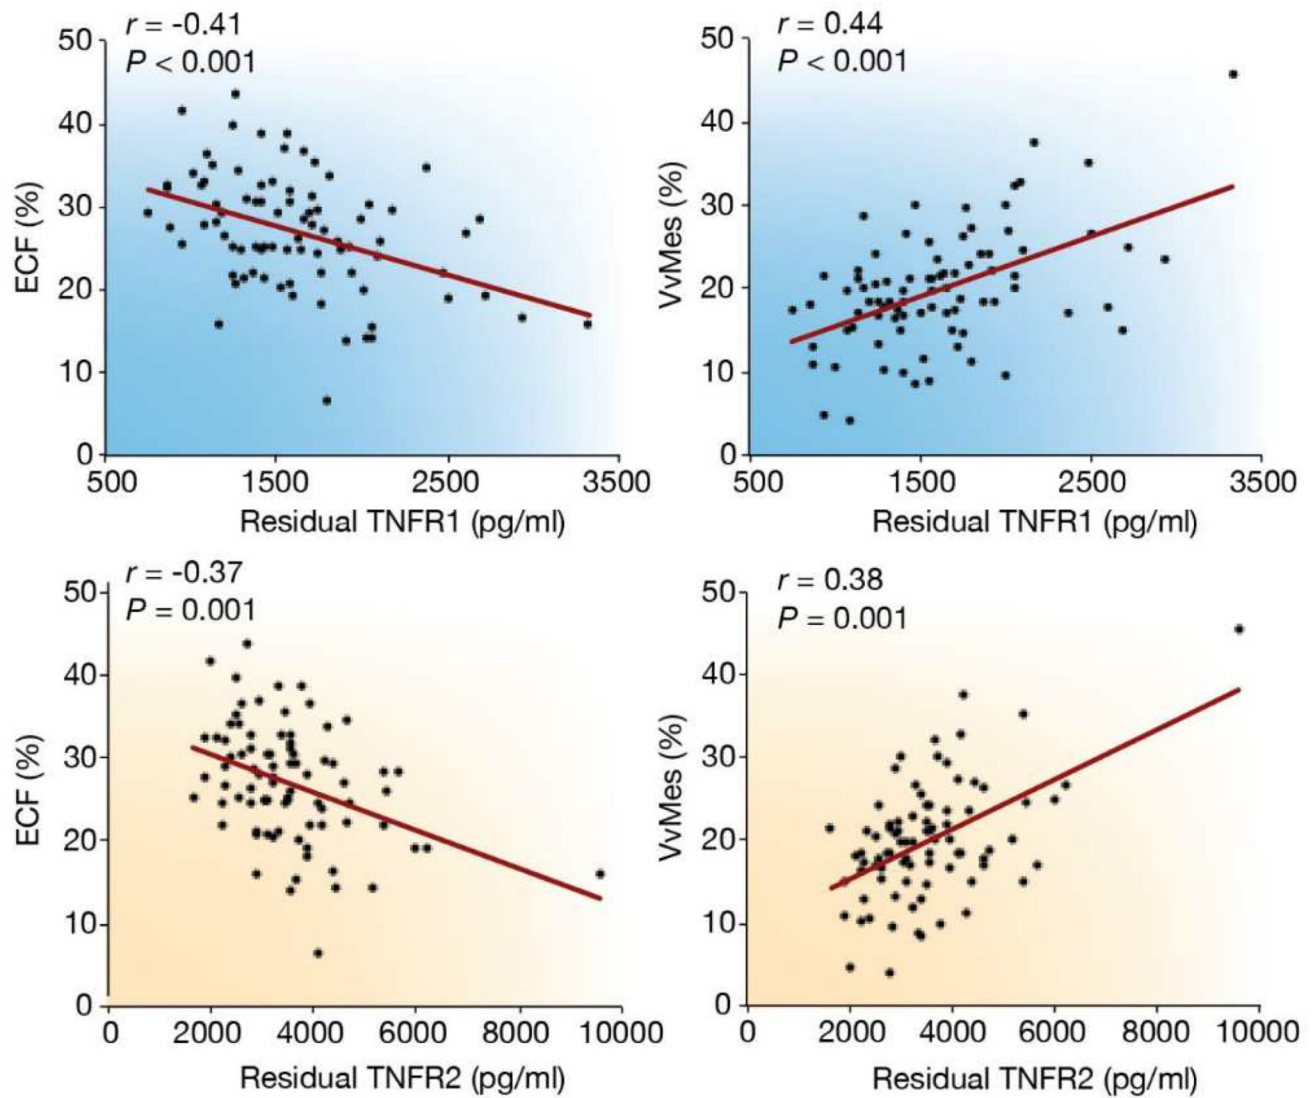 r = -0.41
P < 0.001
50
40
30
20
10
0
ECF (%)
500 1500 2500 3500
Residual TNFR1 (pg/ml)
r = 0.44
P < 0.001
50
40
30
20
10
0
VvMes (%)
500 1500 2500 3500
Residual TNFR1 (pg/ml)
r = -0.37
P = 0.001
50
40
30
20
10
0
ECF (%)
0 2000 4000 6000 8000 10000
Residual TNFR2 (pg/ml)
r = 0.38
P = 0.001
50
40
30
20
10
0
VvMes (%)
0 2000 4000 6000 8000 10000
Residual TNFR2 (pg/ml)